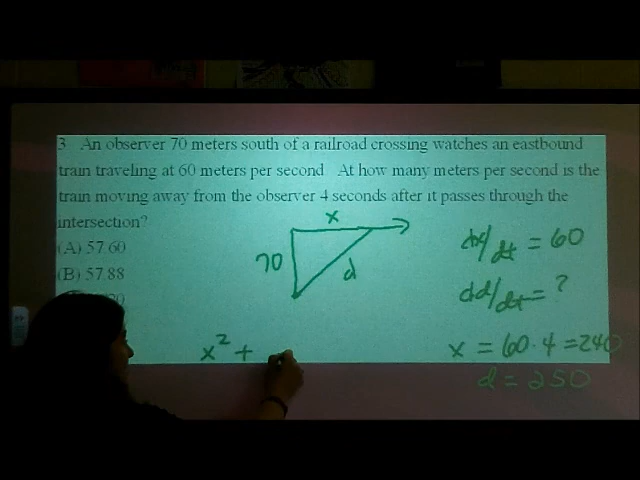 3 An observer 70 meters south of a railroad crossing watches an eastbound
train traveling at 60 meters per second At how many meters per second is the
train moving away from the observer 4 seconds after it passes through the
intersection?
(A) 57.60
(B) 57.88
x
70
d
dx/dt = 60
dd/dt = ?
x² +
x = 60·4 = 240
d = 250